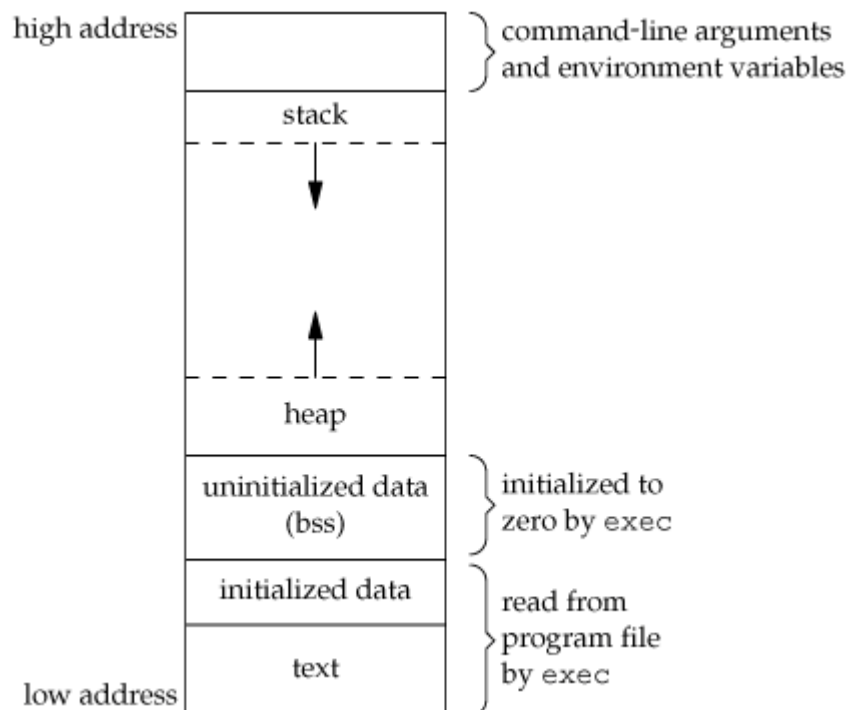 high address
command-line arguments
and environment variables
stack
heap
uninitialized data
(bss)
initialized to
zero by exec
initialized data
read from
program file
by exec
text
low address